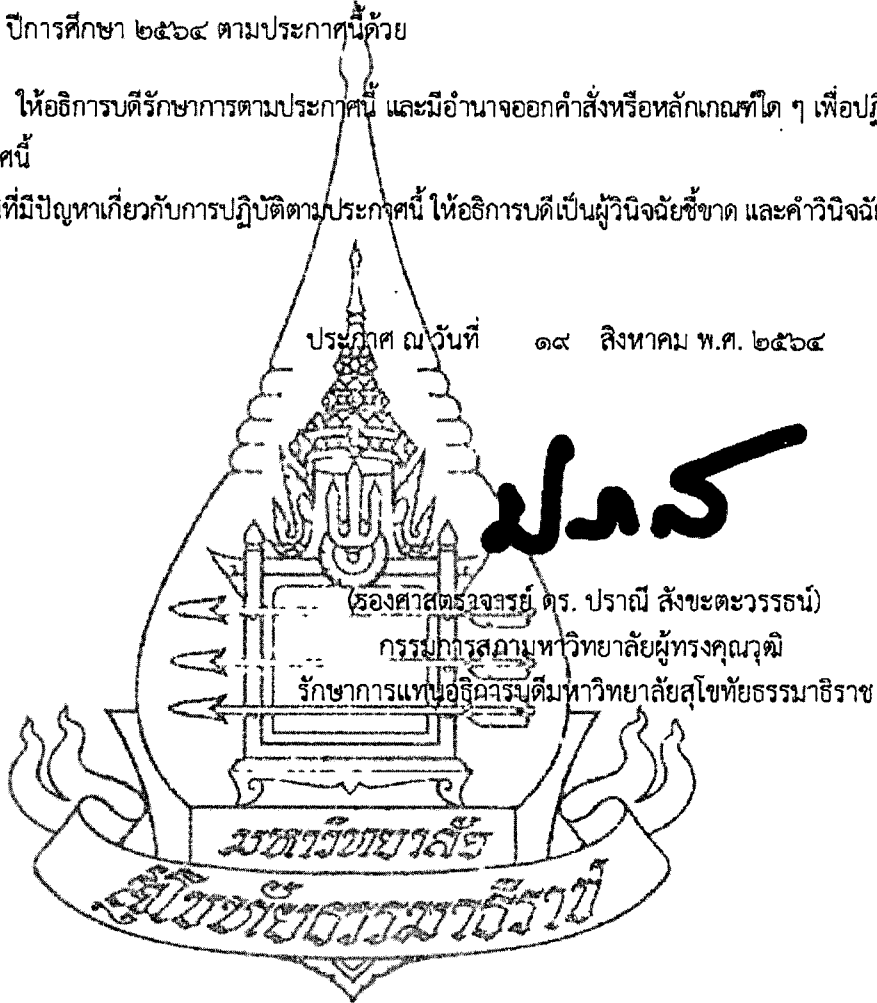 ปีการศึกษา ๒๕๖๔ ตามประกาศนี้ด้วย
ให้อธิการบดีรักษาการตามประกาศนี้ และมีอำนาจออกคำสั่งหรือหลักเกณฑ์ใด ๆ เพื่อปฏิ
ศนี้
ที่มีปัญหาเกี่ยวกับการปฏิบัติตามประกาศนี้ ให้อธิการบดีเป็นผู้วินิจฉัยชี้ขาด และคำวินิจฉัย
ประกาศ ณ วันที่ ๑๙ สิงหาคม พ.ศ. ๒๕๖๔
(รองศาสตราจารย์ ดร. ปราณี สังขะตะวรรธน์)
กรรมการสภามหาวิทยาลัยผู้ทรงคุณวุฒิ
รักษาการแทนอธิการบดีมหาวิทยาลัยสุโขทัยธรรมาธิราช
มหาวิทยาลัย
สุโขทัยธรรมาธิราช